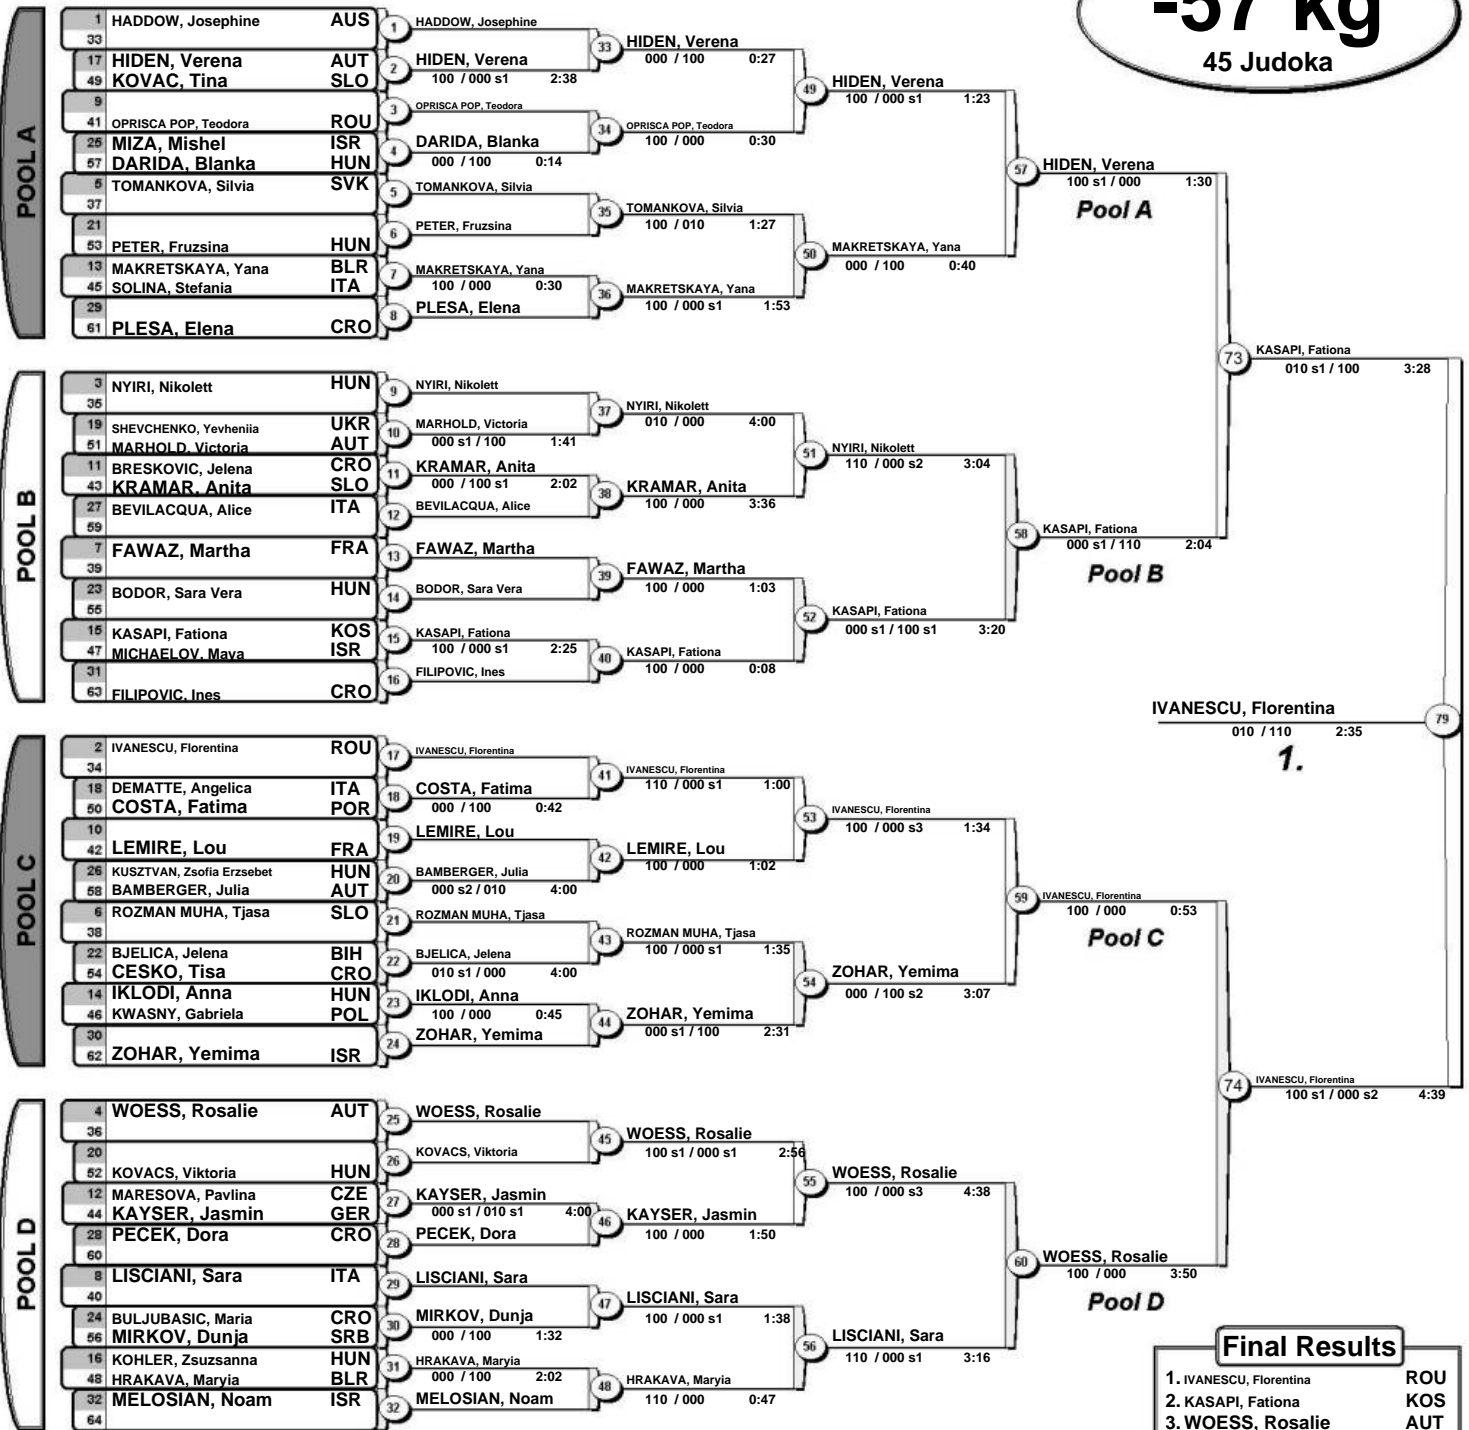 -57 kg
45 Judoka
POOL A
1 HADDOW, Josephine AUS
33
17 HIDEN, Verena AUT
49 KOVAC, Tina SLO
9
41 OPRISCA POP, Teodora ROU
25 MIZA, Mishel ISR
57 DARIDA, Blanka HUN
5 TOMANKOVA, Silvia SVK
37
21
53 PETER, Fruzsina HUN
13 MAKRETSKAYA, Yana BLR
45 SOLINA, Stefania ITA
29
61 PLESA, Elena CRO
1 HADDOW, Josephine
2 HIDEN, Verena
100 / 000 s1 2:38
3 OPRISCA POP, Teodora
4 DARIDA, Blanka
000 / 100 0:14
5 TOMANKOVA, Silvia
6 PETER, Fruzsina
7 MAKRETSKAYA, Yana
100 / 000 0:30
8 PLESA, Elena
33 HIDEN, Verena
000 / 100 0:27
34 OPRISCA POP, Teodora
100 / 000 0:30
35 TOMANKOVA, Silvia
100 / 010 1:27
36 MAKRETSKAYA, Yana
100 / 000 s1 1:53
49 HIDEN, Verena
100 / 000 s1 1:23
50 MAKRETSKAYA, Yana
000 / 100 0:40
57 HIDEN, Verena
100 s1 / 000 1:30
Pool A
POOL B
3 NYIRI, Nikolett HUN
35
19 SHEVCHENKO, Yevheniia UKR
51 MARHOLD, Victoria AUT
11 BRESKOVIC, Jelena CRO
43 KRAMAR, Anita SLO
27 BEVILACQUA, Alice ITA
59
7 FAWAZ, Martha FRA
39
23 BODOR, Sara Vera HUN
55
15 KASAPI, Fationa KOS
47 MICHAELOV, Maya ISR
31
63 FILIPOVIC, Ines CRO
9 NYIRI, Nikolett
10 MARHOLD, Victoria
000 s1 / 100 1:41
11 KRAMAR, Anita
000 / 100 s1 2:02
12 BEVILACQUA, Alice
13 FAWAZ, Martha
14 BODOR, Sara Vera
15 KASAPI, Fationa
100 / 000 s1 2:25
16 FILIPOVIC, Ines
37 NYIRI, Nikolett
010 / 000 4:00
38 KRAMAR, Anita
100 / 000 3:36
39 FAWAZ, Martha
100 / 000 1:03
40 KASAPI, Fationa
100 / 000 0:08
51 NYIRI, Nikolett
110 / 000 s2 3:04
52 KASAPI, Fationa
000 s1 / 100 s1 3:20
58 KASAPI, Fationa
000 s1 / 110 2:04
Pool B
73 KASAPI, Fationa
010 s1 / 100 3:28
IVANESCU, Florentina 79
010 / 110 2:35
1.
POOL C
2 IVANESCU, Florentina ROU
34
18 DEMATTE, Angelica ITA
50 COSTA, Fatima POR
10
42 LEMIRE, Lou FRA
26 KUSZTVAN, Zsofia Erzsebet HUN
58 BAMBERGER, Julia AUT
6 ROZMAN MUHA, Tjasa SLO
38
22 BJELICA, Jelena BIH
54 CESKO, Tisa CRO
14 IKLODI, Anna HUN
46 KWASNY, Gabriela POL
30
62 ZOHAR, Yemima ISR
17 IVANESCU, Florentina
18 COSTA, Fatima
000 / 100 0:42
19 LEMIRE, Lou
20 BAMBERGER, Julia
000 s2 / 010 4:00
21 ROZMAN MUHA, Tjasa
22 BJELICA, Jelena
010 s1 / 000 4:00
23 IKLODI, Anna
100 / 000 0:45
24 ZOHAR, Yemima
41 IVANESCU, Florentina
110 / 000 s1 1:00
42 LEMIRE, Lou
100 / 000 1:02
43 ROZMAN MUHA, Tjasa
100 / 000 s1 1:35
44 ZOHAR, Yemima
000 s1 / 100 2:31
53 IVANESCU, Florentina
100 / 000 s3 1:34
54 ZOHAR, Yemima
000 / 100 s2 3:07
59 IVANESCU, Florentina
100 / 000 0:53
Pool C
74 IVANESCU, Florentina
100 s1 / 000 s2 4:39
POOL D
4 WOESS, Rosalie AUT
36
20
52 KOVACS, Viktoria HUN
12 MARESOVA, Pavlina CZE
44 KAYSER, Jasmin GER
28 PECEK, Dora CRO
60
8 LISCIANI, Sara ITA
40
24 BULJUBASIC, Maria CRO
56 MIRKOV, Dunja SRB
16 KOHLER, Zsuzsanna HUN
48 HRAKAVA, Maryia BLR
32 MELOSIAN, Noam ISR
64
25 WOESS, Rosalie
26 KOVACS, Viktoria
27 KAYSER, Jasmin
000 s1 / 010 s1 4:00
28 PECEK, Dora
29 LISCIANI, Sara
30 MIRKOV, Dunja
000 / 100 1:32
31 HRAKAVA, Maryia
000 / 100 2:02
32 MELOSIAN, Noam
45 WOESS, Rosalie
100 s1 / 000 s1 2:56
46 KAYSER, Jasmin
100 / 000 1:50
47 LISCIANI, Sara
100 / 000 s1 1:38
48 HRAKAVA, Maryia
110 / 000 0:47
55 WOESS, Rosalie
100 / 000 s3 4:38
56 LISCIANI, Sara
110 / 000 s1 3:16
60 WOESS, Rosalie
100 / 000 3:50
Pool D
Final Results
1. IVANESCU, Florentina ROU
2. KASAPI, Fationa KOS
3. WOESS, Rosalie AUT